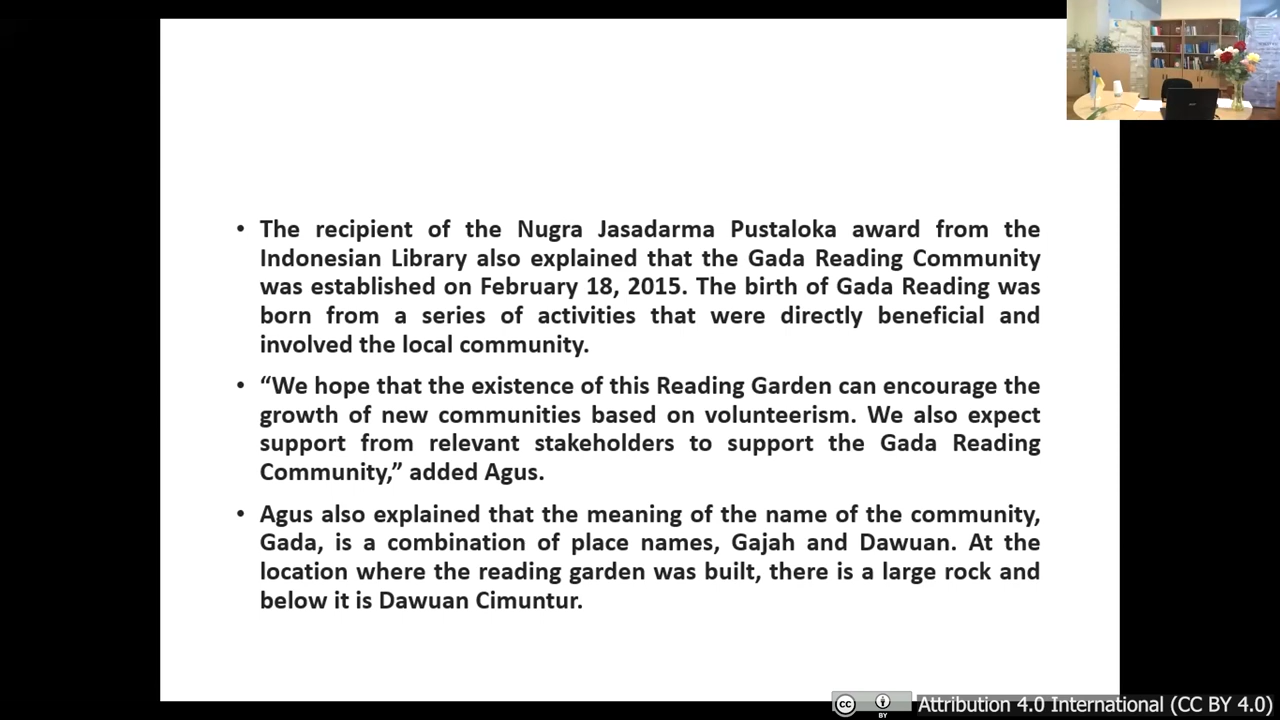 • The recipient of the Nugra Jasadarma Pustaloka award from the
Indonesian Library also explained that the Gada Reading Community
was established on February 18, 2015. The birth of Gada Reading was
born from a series of activities that were directly beneficial and
involved the local community.
• “We hope that the existence of this Reading Garden can encourage the
growth of new communities based on volunteerism. We also expect
support from relevant stakeholders to support the Gada Reading
Community,” added Agus.
• Agus also explained that the meaning of the name of the community,
Gada, is a combination of place names, Gajah and Dawuan. At the
location where the reading garden was built, there is a large rock and
below it is Dawuan Cimuntur.
cc BY Attribution 4.0 International (CC BY 4.0)